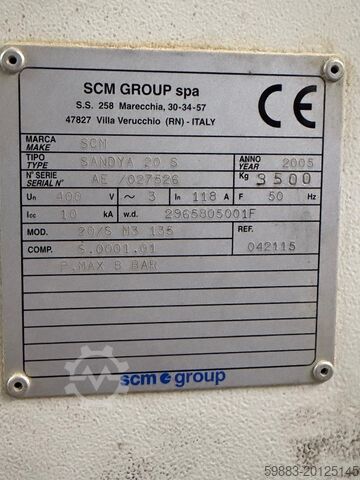 SCM GROUP spa
S.S. 258 Marecchia, 30-34-57
47827 Villa Verucchio (RN) - ITALY
CE
MARCA MAKE SCM
TIPO TYPE SANDYA 20 S ANNO YEAR 2005
N° SERIE SERIAL N° AE /027526 Kg 3500
Un 400 V ~ 3 In 118 A F 50 Hz
Icc 10 kA w.d. 2965805001F
MOD. 20/S M3 135 REF.
COMP. S.0001.01 042115
P.MAX 8 BAR
scm group
59883-20125145